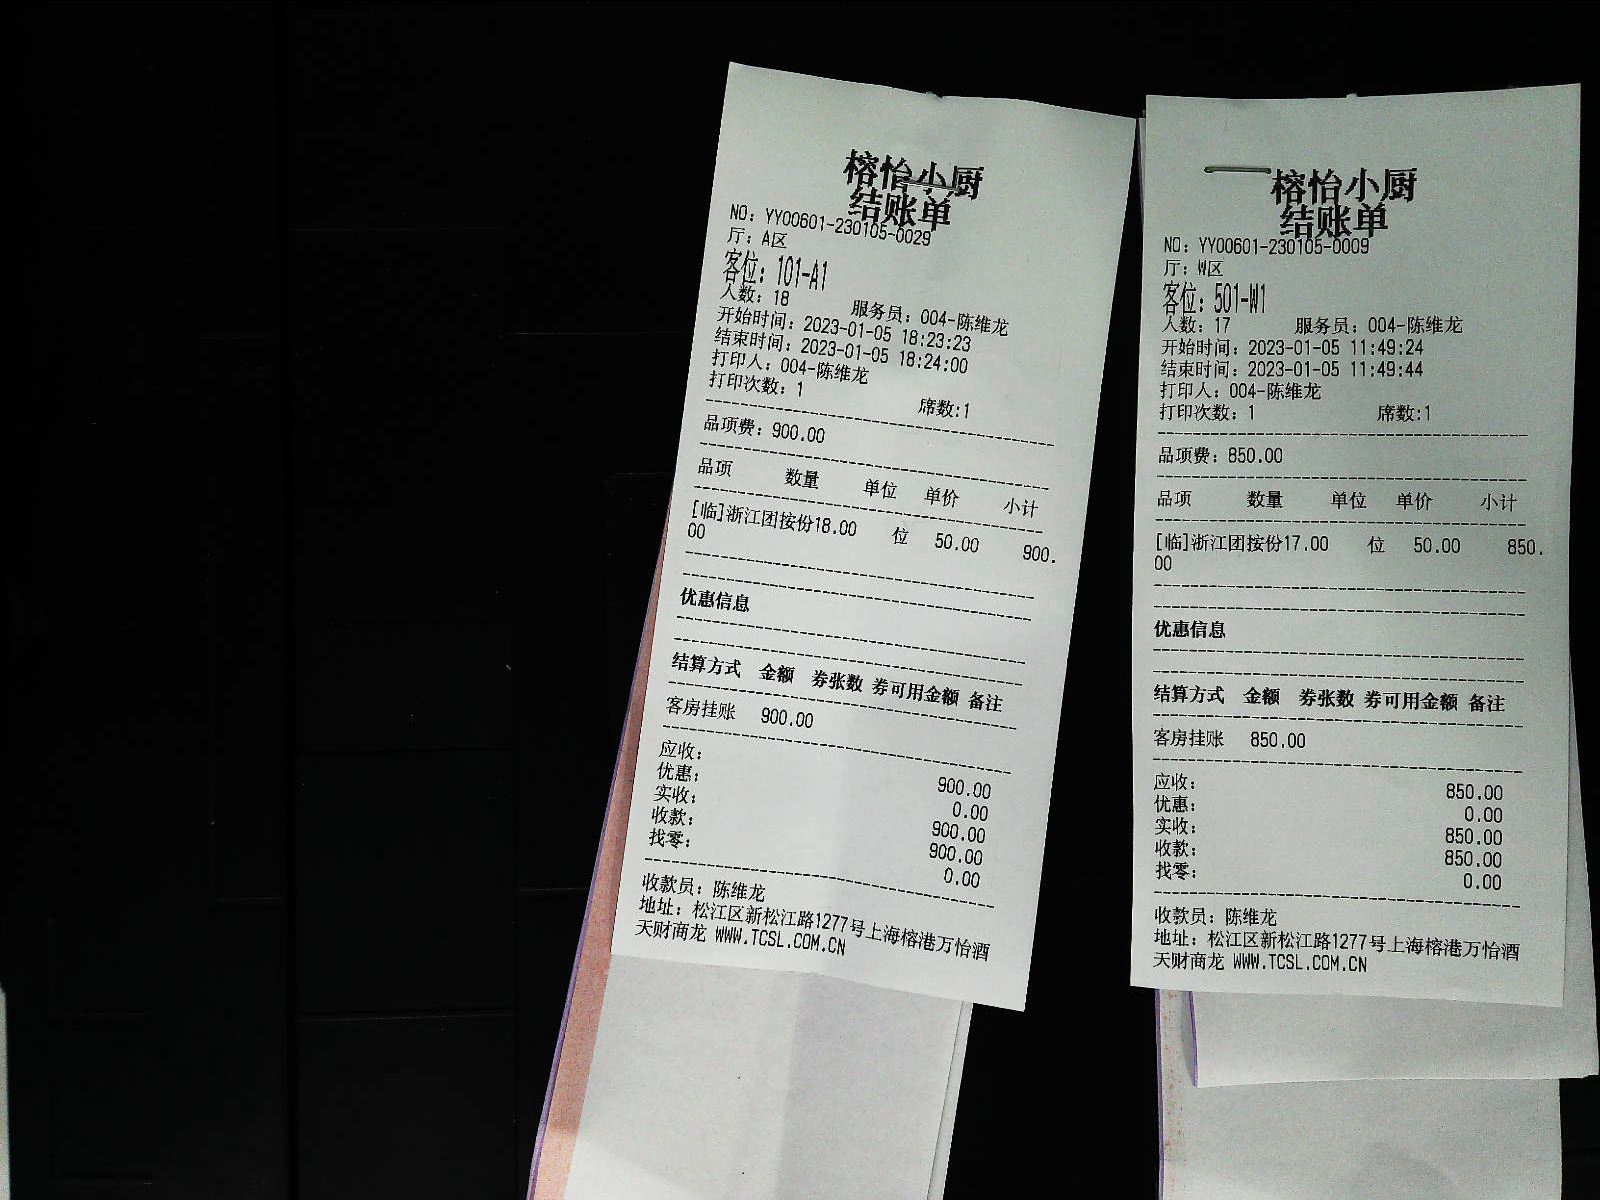 榕怡小厨
结账单
NO: YY00601-230105-0029
厅: A区
客位: 101-A1
人数: 18 服务员: 004-陈维龙
开始时间: 2023-01-05 18:23:23
结束时间: 2023-01-05 18:24:00
打印人: 004-陈维龙
打印次数: 1 席数:1
品项费: 900.00
品项 数量 单位 单价 小计
[临]浙江团按份18.00 位 50.00 900.
00
优惠信息
结算方式 金额 券张数 券可用金额 备注
客房挂账 900.00
应收: 900.00
优惠: 0.00
实收: 900.00
收款: 900.00
找零: 0.00
收款员: 陈维龙
地址: 松江区新松江路1277号上海榕港万怡酒
天财商龙 WWW.TCSL.COM.CN
榕怡小厨
结账单
NO: YY00601-230105-0009
厅: W区
客位: 501-W1
人数: 17 服务员: 004-陈维龙
开始时间: 2023-01-05 11:49:24
结束时间: 2023-01-05 11:49:44
打印人: 004-陈维龙
打印次数: 1 席数:1
品项费: 850.00
品项 数量 单位 单价 小计
[临]浙江团按份17.00 位 50.00 850.
00
优惠信息
结算方式 金额 券张数 券可用金额 备注
客房挂账 850.00
应收: 850.00
优惠: 0.00
实收: 850.00
收款: 850.00
找零: 0.00
收款员: 陈维龙
地址: 松江区新松江路1277号上海榕港万怡酒
天财商龙 WWW.TCSL.COM.CN